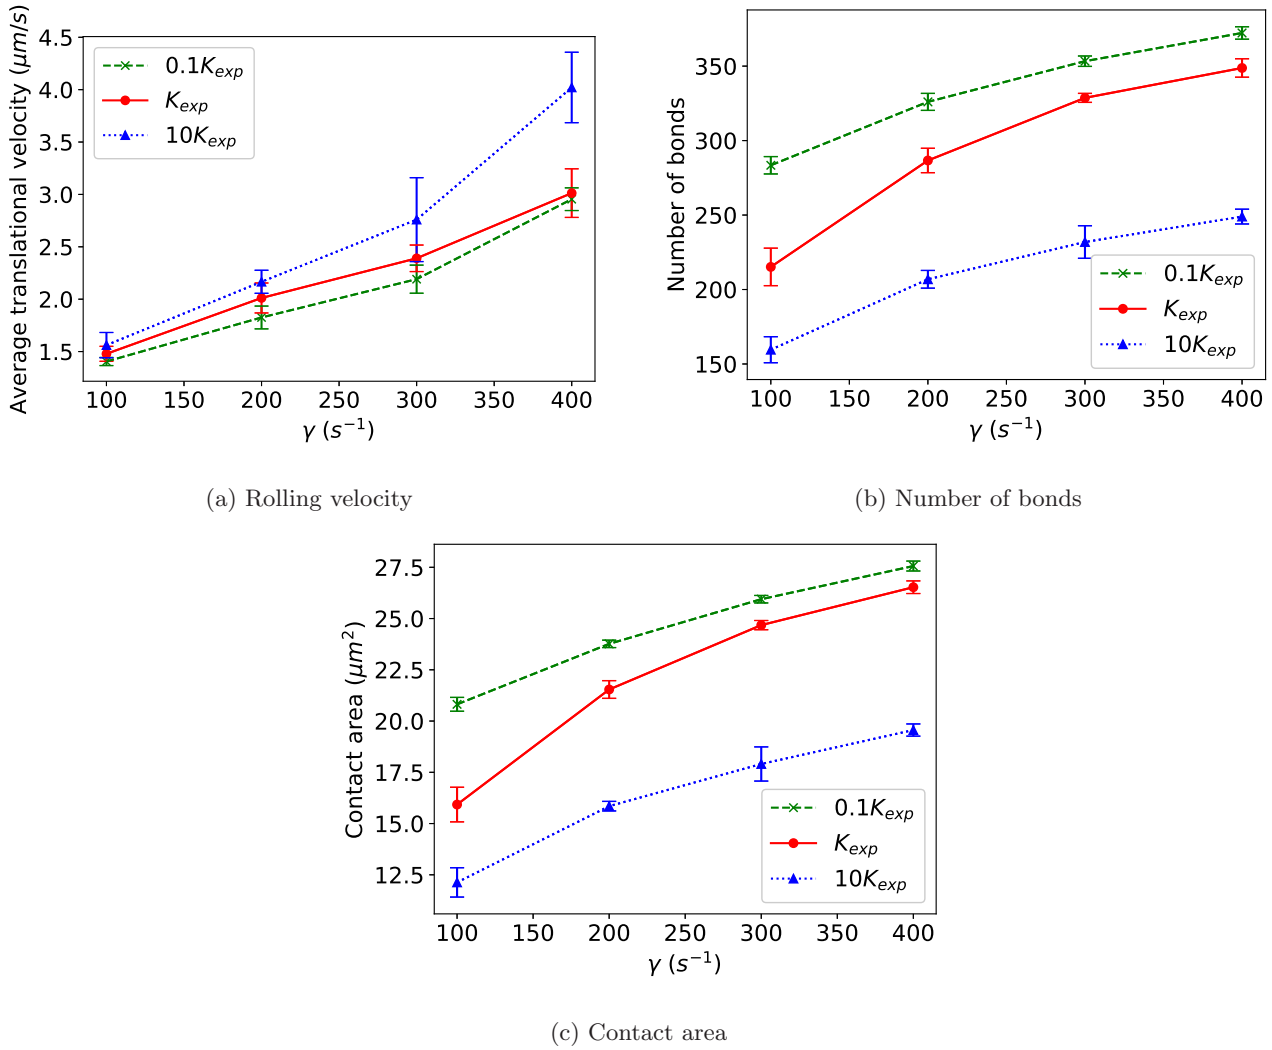 Average translational velocity (μm/s)
4.5
4.0
3.5
3.0
2.5
2.0
1.5
0.1K_exp
K_exp
10K_exp
100 150 200 250 300 350 400
γ (s⁻¹)
(a) Rolling velocity
Number of bonds
350
300
250
200
150
0.1K_exp
K_exp
10K_exp
100 150 200 250 300 350 400
γ (s⁻¹)
(b) Number of bonds
Contact area (μm²)
27.5
25.0
22.5
20.0
17.5
15.0
12.5
0.1K_exp
K_exp
10K_exp
100 150 200 250 300 350 400
γ (s⁻¹)
(c) Contact area